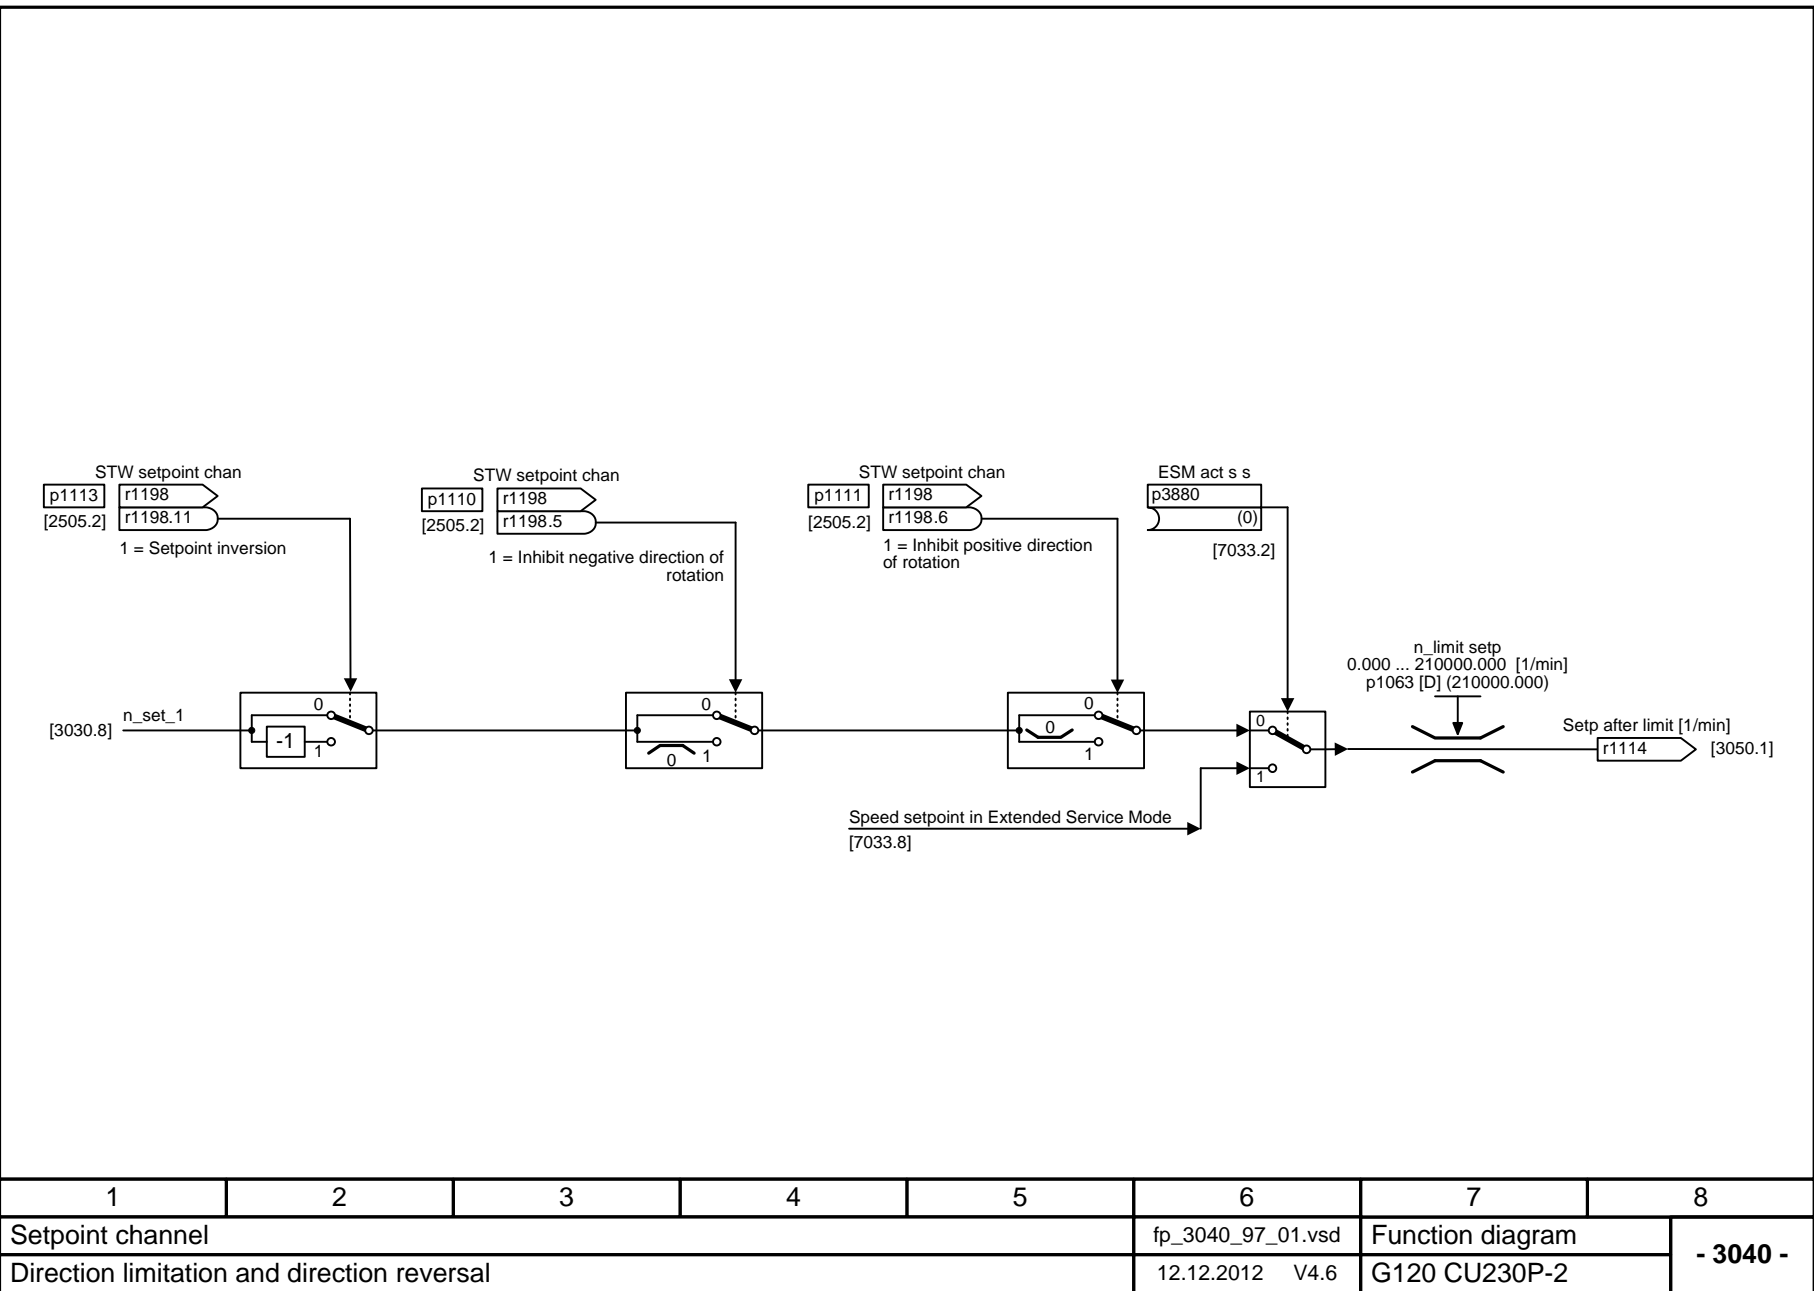 STW setpoint chan
p1113
r1198
[2505.2]
r1198.11
1 = Setpoint inversion
STW setpoint chan
p1110
r1198
[2505.2]
r1198.5
1 = Inhibit negative direction of
rotation
STW setpoint chan
p1111
r1198
[2505.2]
r1198.6
1 = Inhibit positive direction
of rotation
ESM act s s
p3880
(0)
[7033.2]
n_limit setp
0.000 ... 210000.000 [1/min]
p1063 [D] (210000.000)
[3030.8]
n_set_1
0
-1
1
0
0
1
0
0
1
0
1
Setp after limit [1/min]
r1114
[3050.1]
Speed setpoint in Extended Service Mode
[7033.8]
1 2 3 4 5 6 7 8
Setpoint channel
fp_3040_97_01.vsd
Function diagram
- 3040 -
Direction limitation and direction reversal
12.12.2012 V4.6
G120 CU230P-2